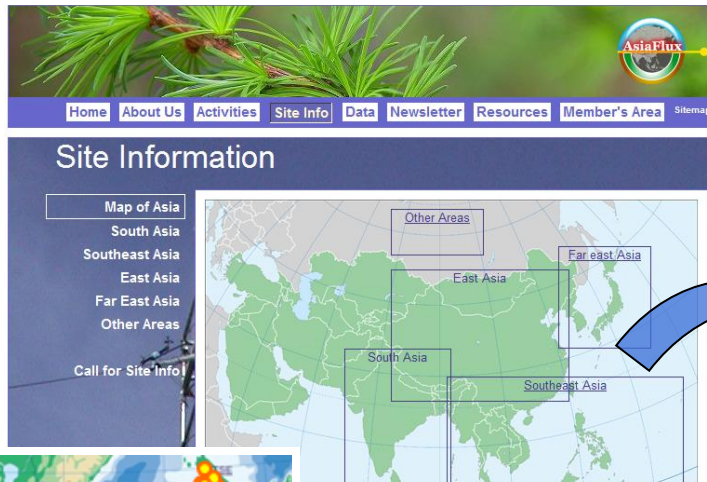 AsiaFlux
Home About Us Activities Site Info Data Newsletter Resources Member's Area Sitemap
Site Information
Map of Asia
South Asia
Southeast Asia
East Asia
Far East Asia
Other Areas
Call for Site Info
Other Areas
Far east Asia
East Asia
South Asia
Southeast Asia